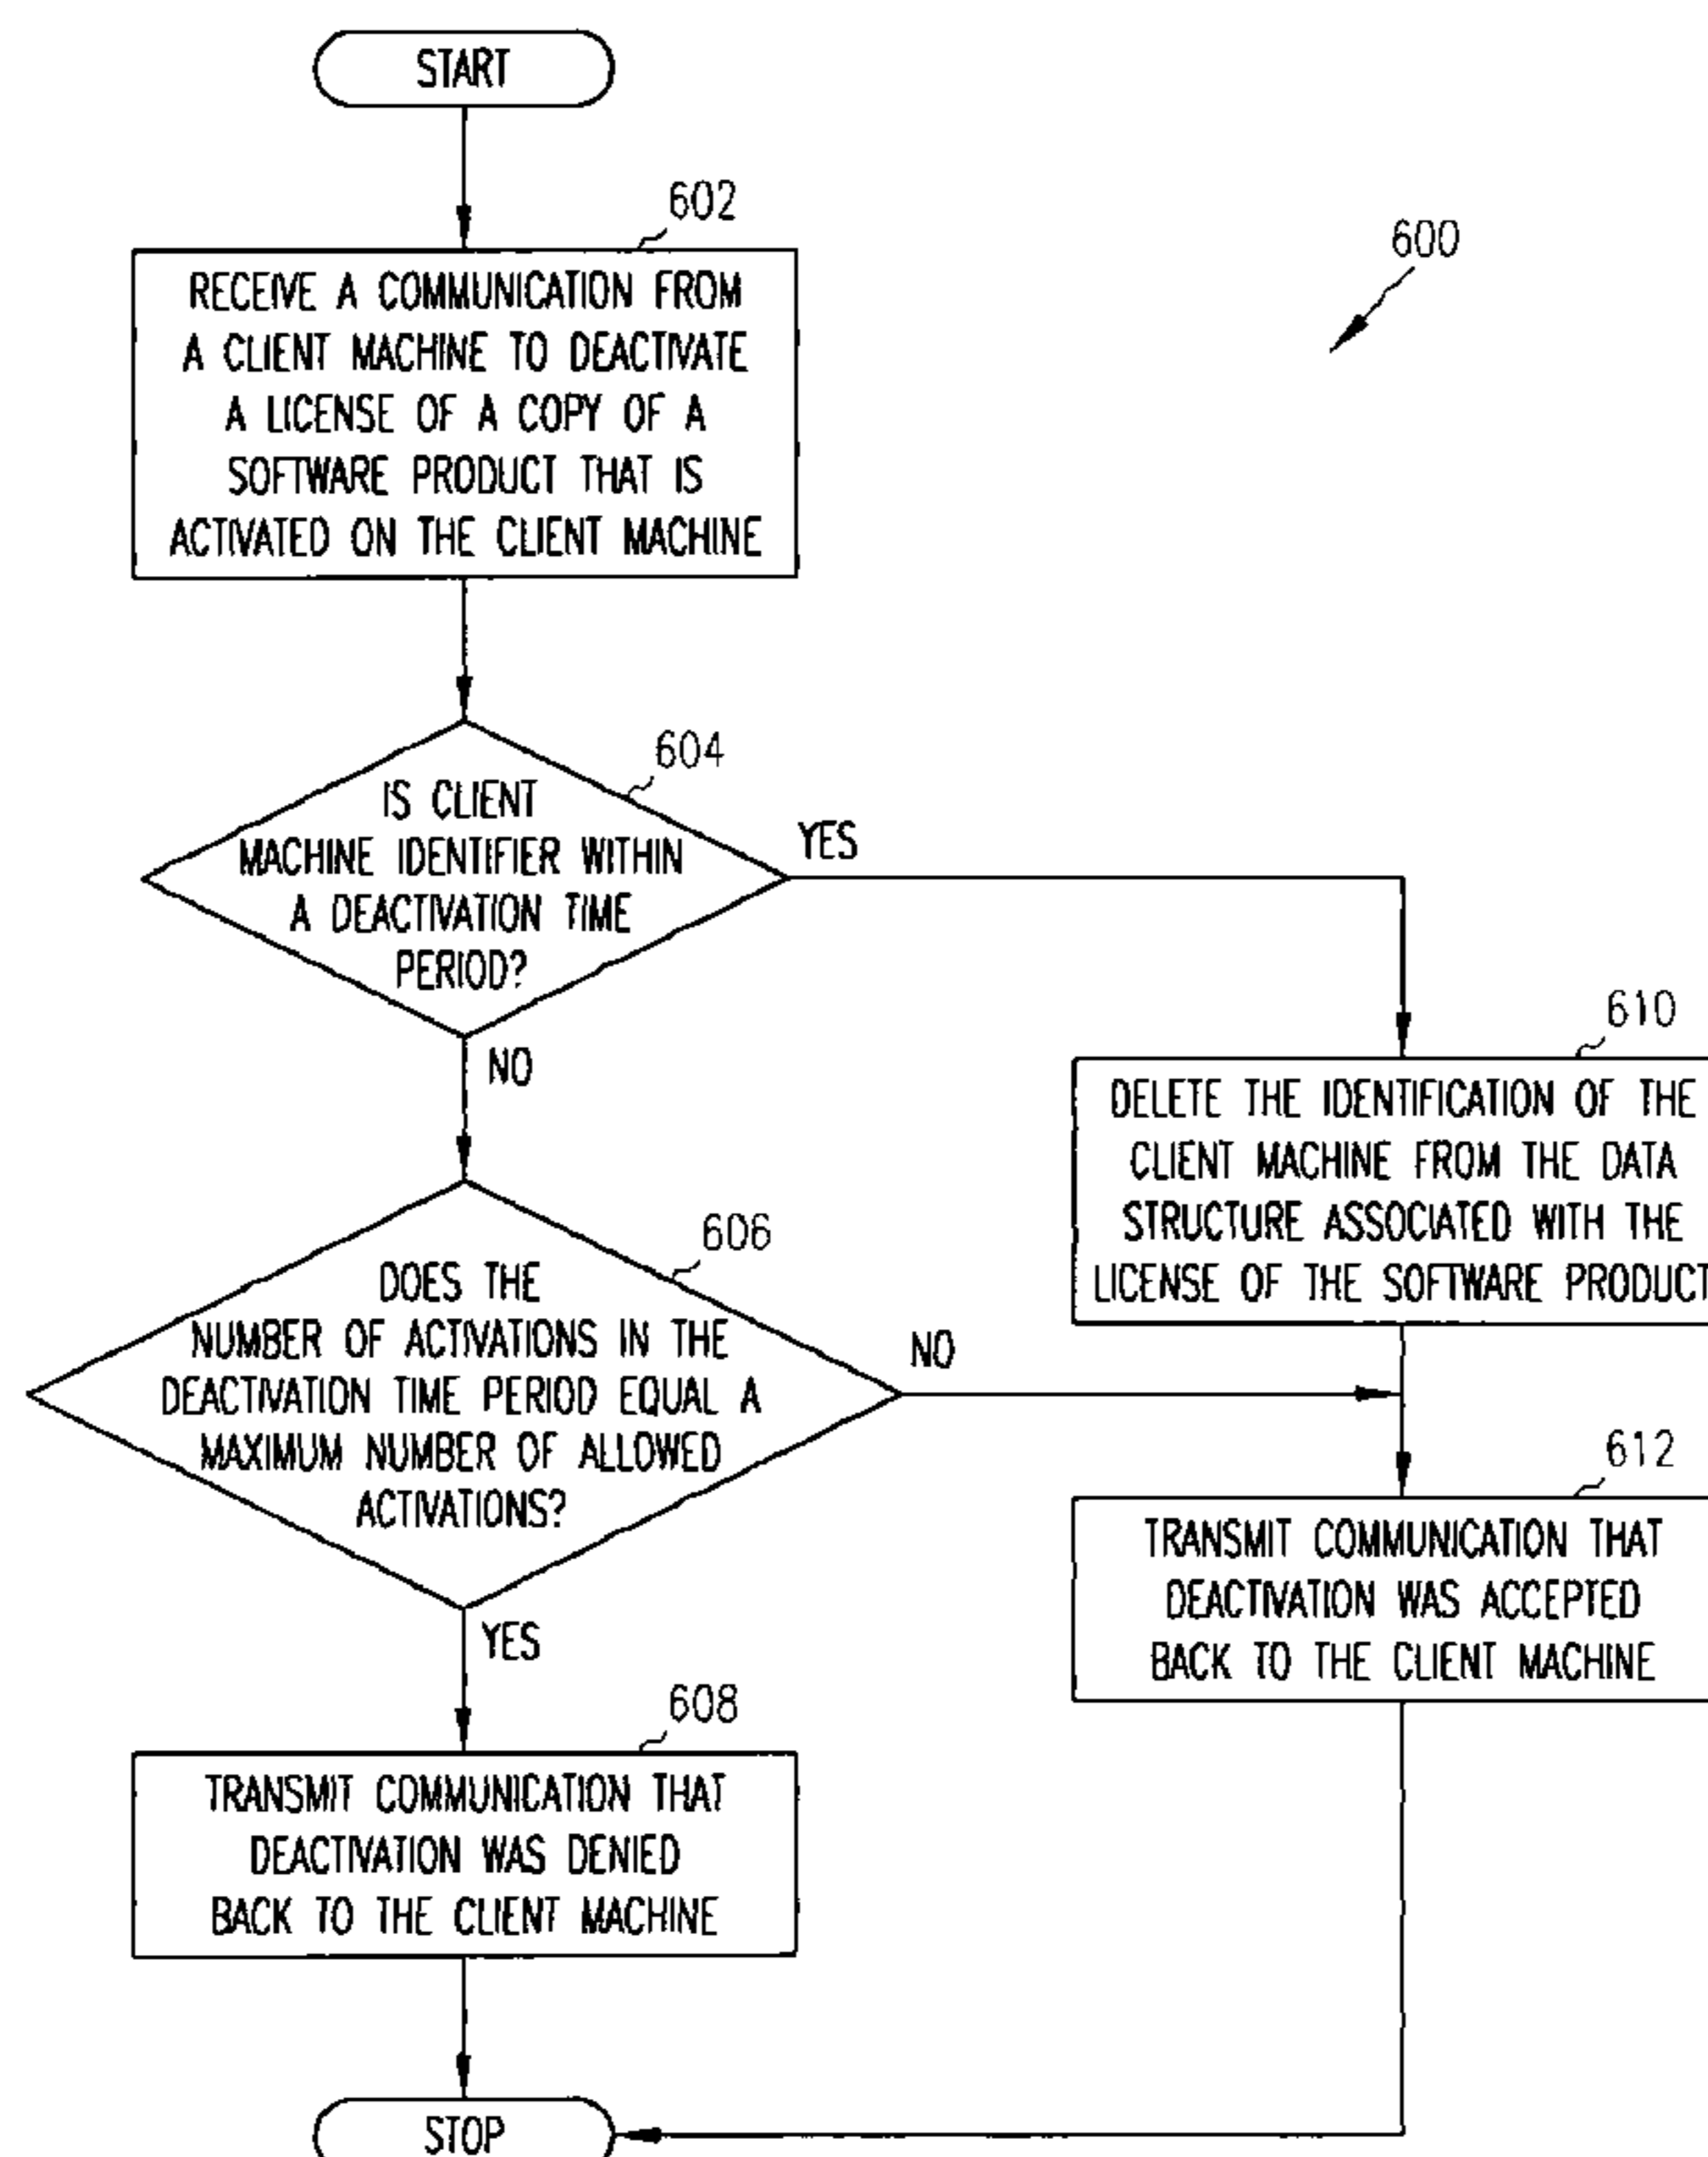 START
602
RECEIVE A COMMUNICATION FROM
A CLIENT MACHINE TO DEACTIVATE
A LICENSE OF A COPY OF A
SOFTWARE PRODUCT THAT IS
ACTIVATED ON THE CLIENT MACHINE
600
604
IS CLIENT
MACHINE IDENTIFIER WITHIN
A DEACTIVATION TIME
PERIOD?
YES
NO
610
DELETE THE IDENTIFICATION OF THE
CLIENT MACHINE FROM THE DATA
STRUCTURE ASSOCIATED WITH THE
LICENSE OF THE SOFTWARE PRODUCT
606
DOES THE
NUMBER OF ACTIVATIONS IN THE
DEACTIVATION TIME PERIOD EQUAL A
MAXIMUM NUMBER OF ALLOWED
ACTIVATIONS?
NO
YES
612
TRANSMIT COMMUNICATION THAT
DEACTIVATION WAS ACCEPTED
BACK TO THE CLIENT MACHINE
608
TRANSMIT COMMUNICATION THAT
DEACTIVATION WAS DENIED
BACK TO THE CLIENT MACHINE
STOP